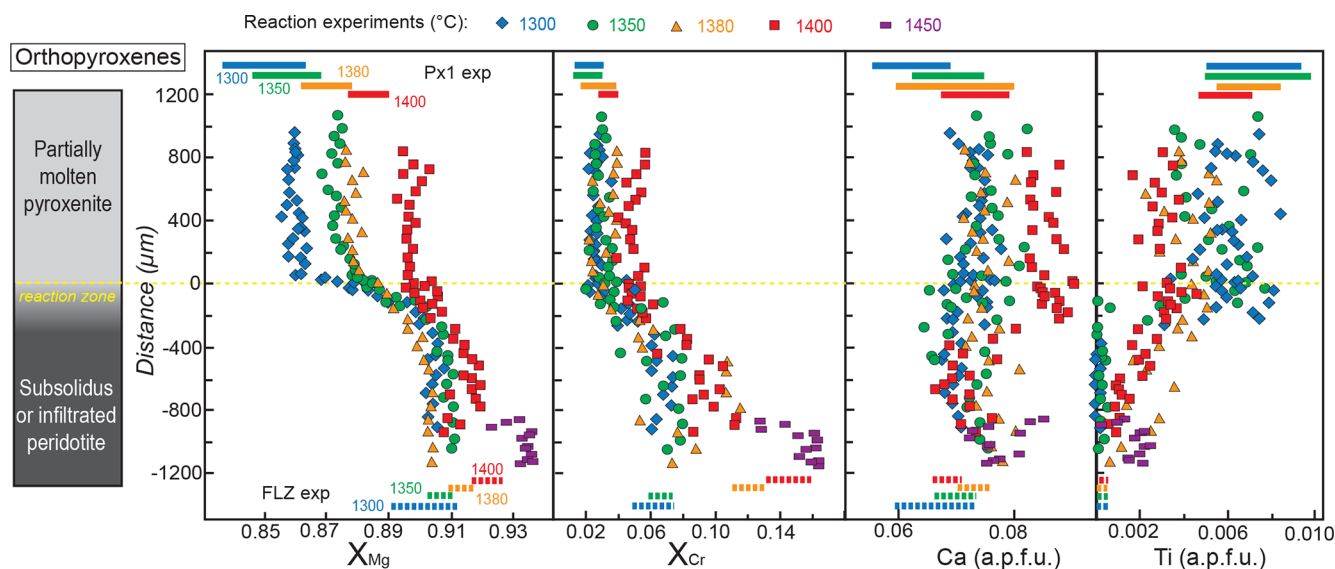 Reaction experiments (°C): 1300 1350 1380 1400 1450
Orthopyroxenes
Partially
molten
pyroxenite
reaction zone
Subsolidus
or infiltrated
peridotite
Distance (μm)
1200
800
400
0
-400
-800
-1200
1300
1350
1380
1400
Px1 exp
FLZ exp
1300
1350
1380
1400
0.85 0.87 0.89 0.91 0.93
XMg
0.02 0.06 0.10 0.14
XCr
0.06 0.08
Ca (a.p.f.u.)
0.002 0.006 0.010
Ti (a.p.f.u.)